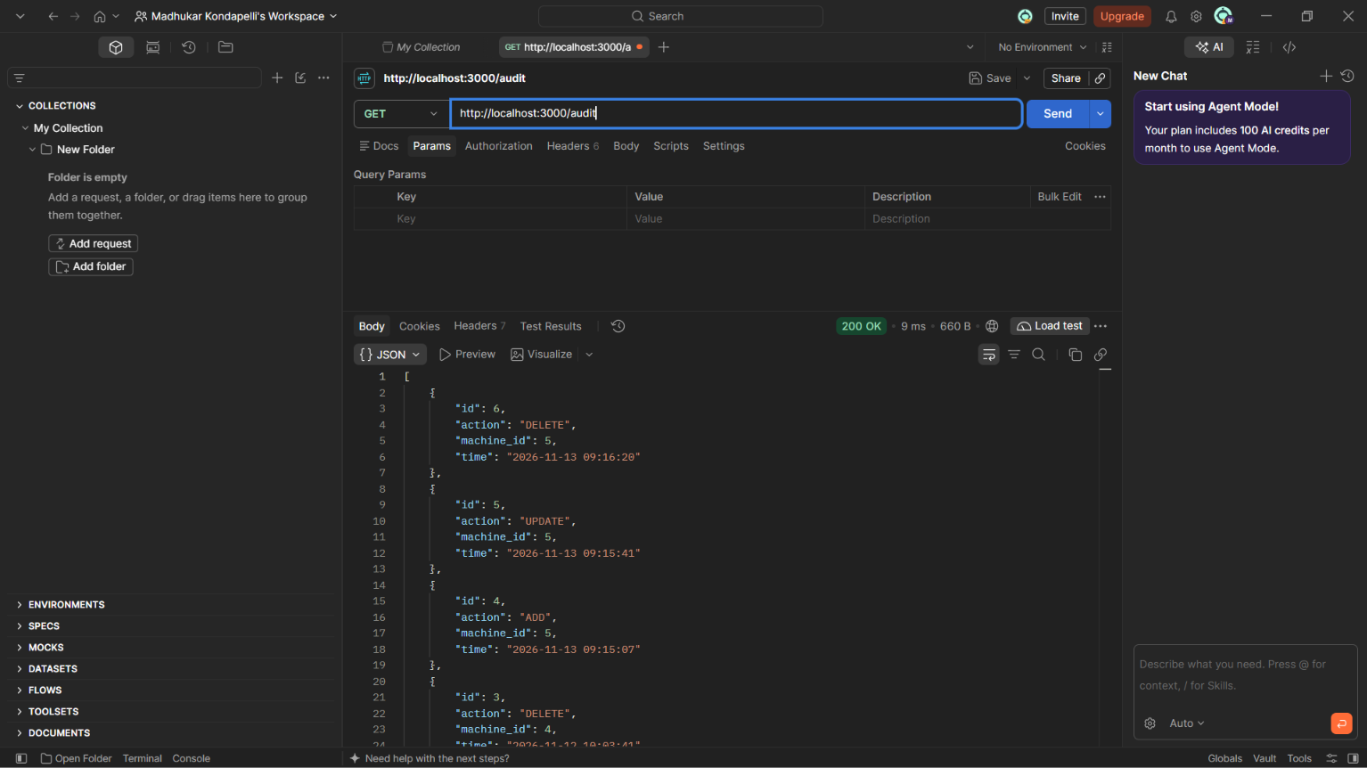 Madhukar Kondapelli's Workspace
Search
Invite
Upgrade
My Collection
GET http://localhost:3000/a
No Environment
AI
COLLECTIONS
My Collection
New Folder
Folder is empty
Add a request, a folder, or drag items here to group
them together.
Add request
Add folder
ENVIRONMENTS
SPECS
MOCKS
DATASETS
FLOWS
TOOLSETS
DOCUMENTS
HTTP
http://localhost:3000/audit
Save
Share
GET
http://localhost:3000/audit
Send
Docs
Params
Authorization
Headers 6
Body
Scripts
Settings
Cookies
Query Params
Key
Value
Description
Bulk Edit
Key
Value
Description
Body
Cookies
Headers 7
Test Results
200 OK
9 ms
660 B
Load test
{} JSON
Preview
Visualize
1 [
2 {
3 "id": 6,
4 "action": "DELETE",
5 "machine_id": 5,
6 "time": "2026-11-13 09:16:20"
7 },
8 {
9 "id": 5,
10 "action": "UPDATE",
11 "machine_id": 5,
12 "time": "2026-11-13 09:15:41"
13 },
14 {
15 "id": 4,
16 "action": "ADD",
17 "machine_id": 5,
18 "time": "2026-11-13 09:15:07"
19 },
20 {
21 "id": 3,
22 "action": "DELETE",
23 "machine_id": 4,
24 "time": "2026-11-12 10:03:41"
New Chat
Start using Agent Mode!
Your plan includes 100 AI credits per
month to use Agent Mode.
Describe what you need. Press @ for
context, / for Skills.
Auto
Open Folder
Terminal
Console
Need help with the next steps?
Globals
Vault
Tools